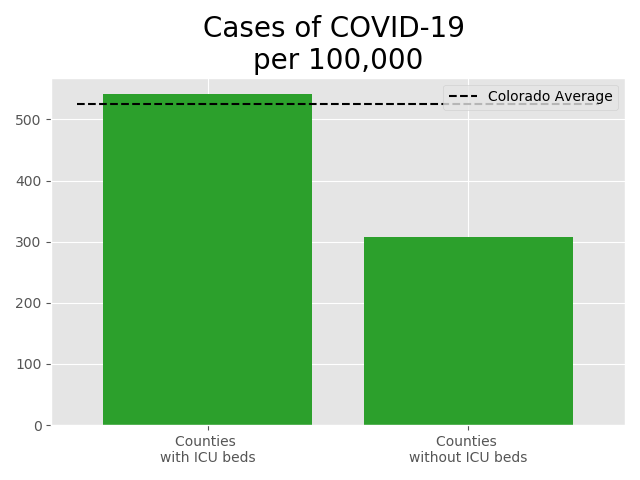 Cases of COVID-19
per 100,000
Colorado Average
500
400
300
200
100
0
Counties
with ICU beds
Counties
without ICU beds